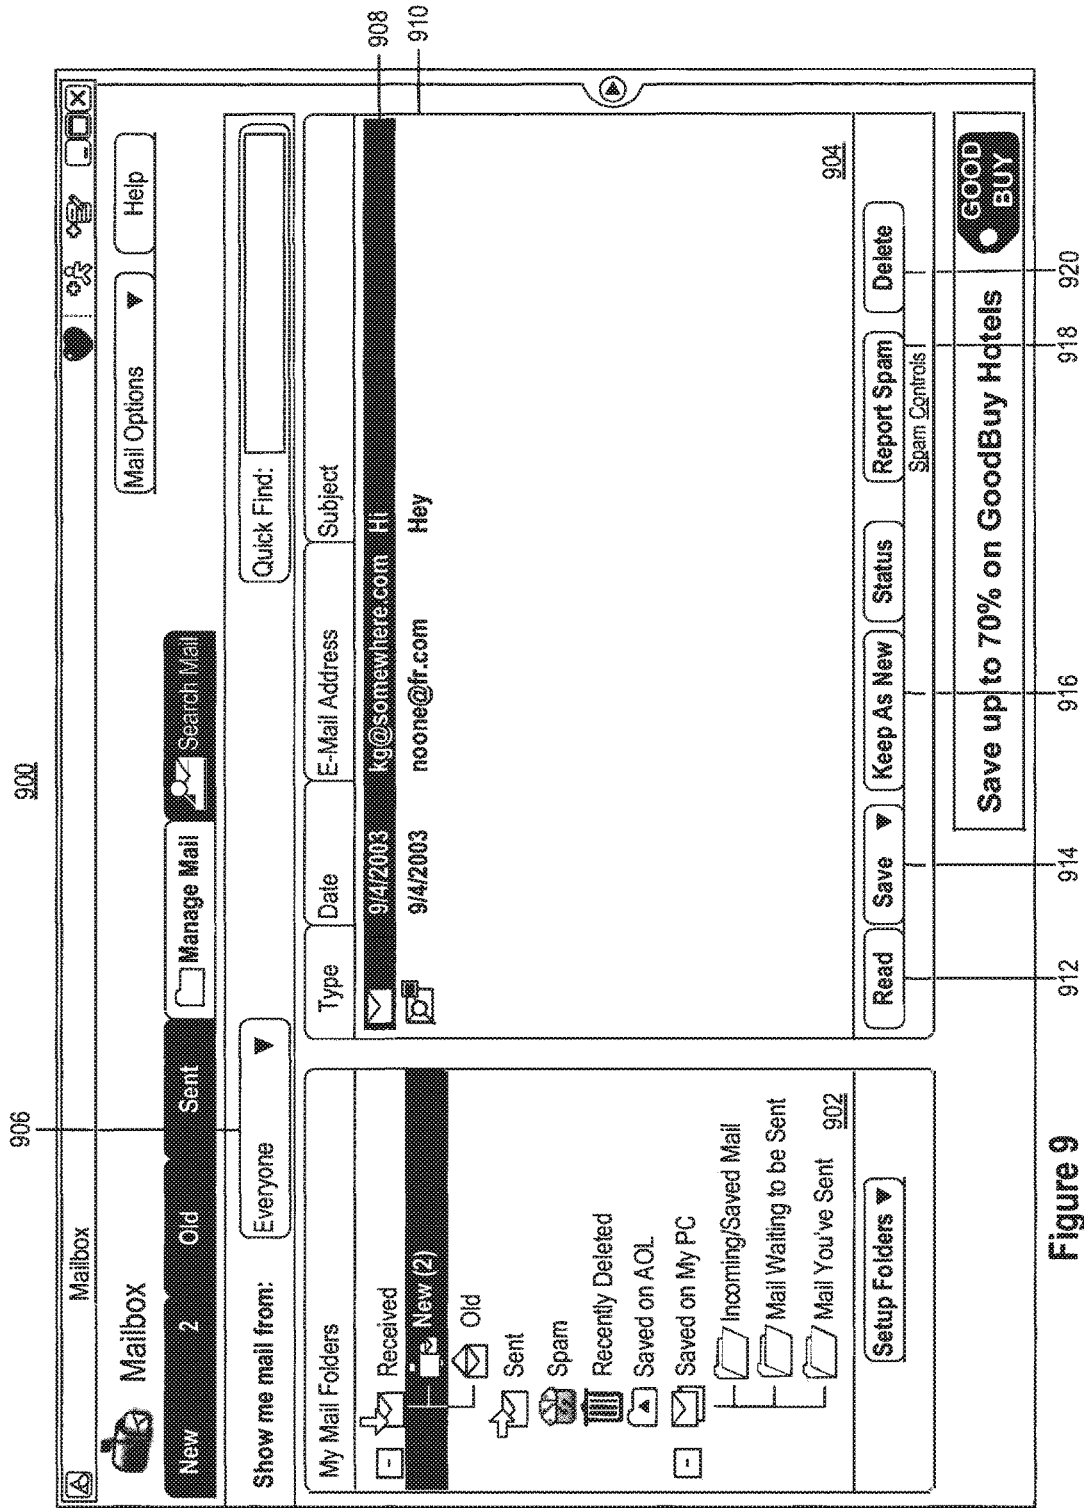 900
906
Mailbox
Mailbox
Mail Options ▼
Help
New 2
Old
Sent
Manage Mail
Search Mail
Show me mail from:
Everyone ▼
Quick Find:
My Mail Folders
Received
New (2)
Old
Sent
Spam
Recently Deleted
Saved on AOL
Saved on My PC
Incoming/Saved Mail
Mail Waiting to be Sent
Mail You've Sent
902
Setup Folders ▼
Type Date E-Mail Address Subject
9/4/2003 kg@somewhere.com Hi
9/4/2003 noone@fr.com Hey
908
910
904
Read
Save ▼
Keep As New
Status
Report Spam
Delete
Spam Controls
Save up to 70% on GoodBuy Hotels
GOOD
BUY
912
914
916
918
920
Figure 9